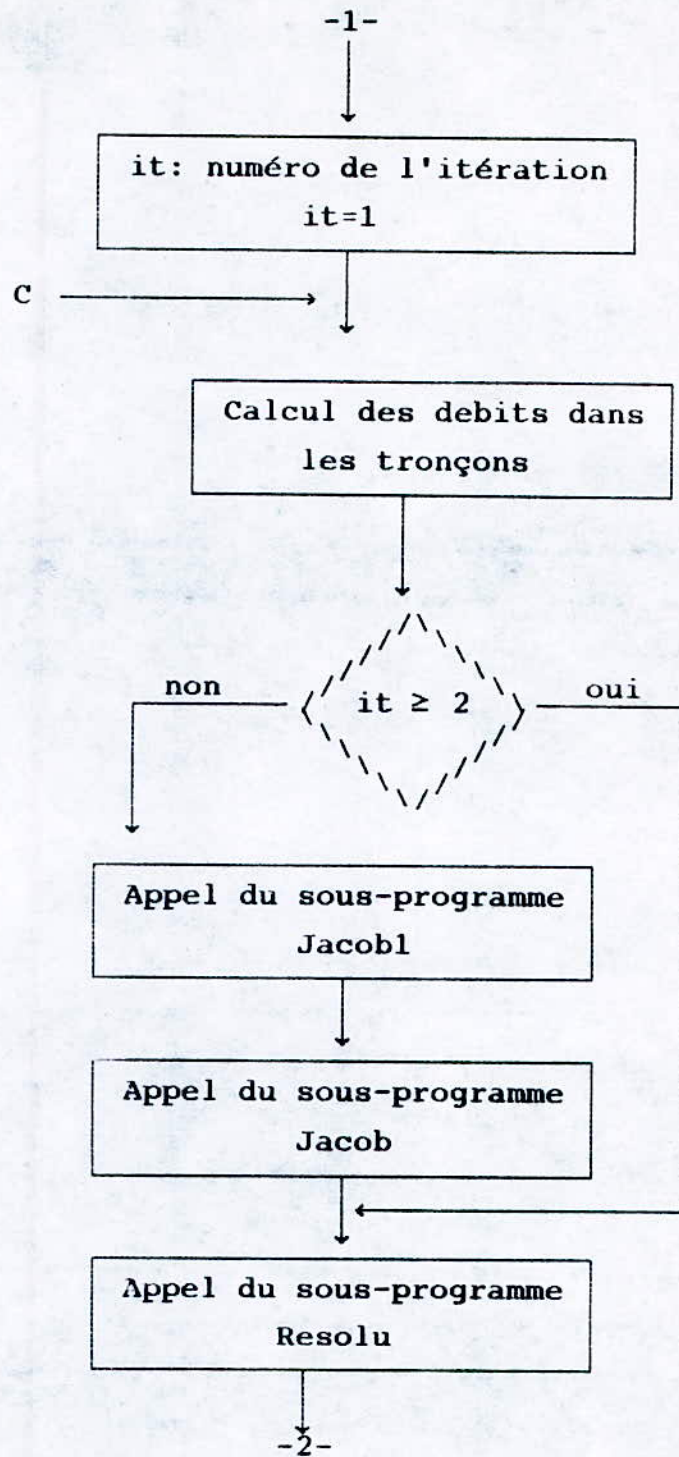 -1-
it: numéro de l'itération
it=1
C
Calcul des debits dans
les tronçons
non
it ≥ 2
oui
Appel du sous-programme
Jacob1
Appel du sous-programme
Jacob
Appel du sous-programme
Resolu
-2-